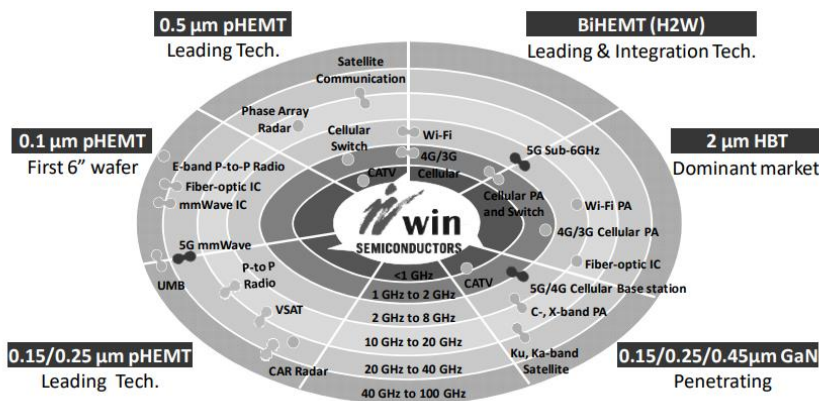 0.5 μm pHEMT
Leading Tech.
BiHEMT (H2W)
Leading & Integration Tech.
0.1 μm pHEMT
First 6” wafer
2 μm HBT
Dominant market
0.15/0.25 μm pHEMT
Leading Tech.
0.15/0.25/0.45μm GaN
Penetrating
Satellite
Communication
Phase Array
Radar
Cellular
Switch
CATV
Wi-Fi
4G/3G
Cellular
5G Sub-6GHz
Cellular PA
and Switch
Wi-Fi PA
4G/3G Cellular PA
Fiber-optic IC
E-band P-to-P Radio
Fiber-optic IC
mmWave IC
5G mmWave
UMB
P-to P
Radio
VSAT
CAR Radar
win
SEMICONDUCTORS
<1 GHz
1 GHz to 2 GHz
2 GHz to 8 GHz
10 GHz to 20 GHz
20 GHz to 40 GHz
40 GHz to 100 GHz
CATV
5G/4G Cellular Base station
C-, X-band PA
Ku, Ka-band
Satellite